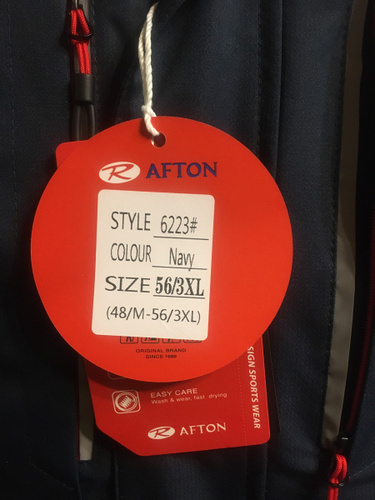 R AFTON
STYLE 6223#
COLOUR Navy
SIZE 56/3XL
(48/M-56/3XL)
ORIGINAL BRAND
SINCE 1989
SIGN SPORTS WEAR
EASY CARE
Wash & wear, fast drying
R AFTON